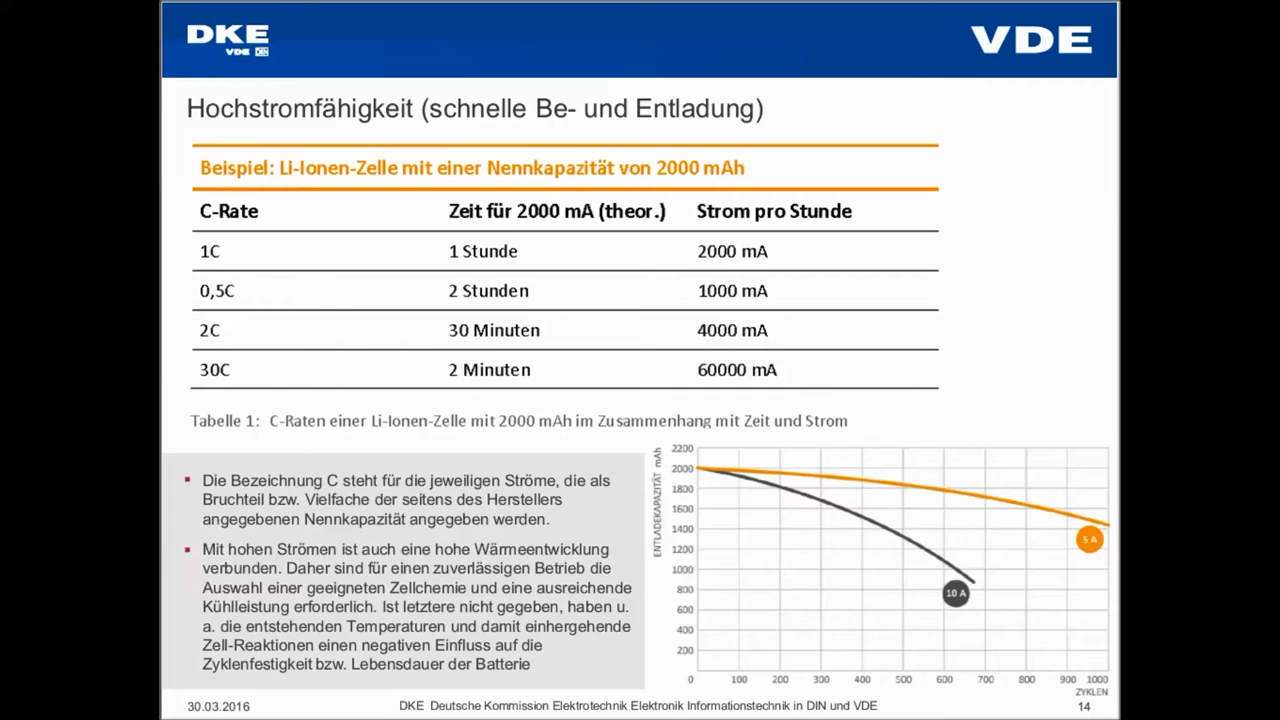 DKE
VDE DIN
VDE
Hochstromfähigkeit (schnelle Be- und Entladung)
Beispiel: Li-Ionen-Zelle mit einer Nennkapazität von 2000 mAh
C-Rate Zeit für 2000 mA (theor.) Strom pro Stunde
1C 1 Stunde 2000 mA
0,5C 2 Stunden 1000 mA
2C 30 Minuten 4000 mA
30C 2 Minuten 60000 mA
Tabelle 1: C-Raten einer Li-Ionen-Zelle mit 2000 mAh im Zusammenhang mit Zeit und Strom
Die Bezeichnung C steht für die jeweiligen Ströme, die als
Bruchteil bzw. Vielfache der seitens des Herstellers
angegebenen Nennkapazität angegeben werden.
Mit hohen Strömen ist auch eine hohe Wärmeentwicklung
verbunden. Daher sind für einen zuverlässigen Betrieb die
Auswahl einer geeigneten Zellchemie und eine ausreichende
Kühlleistung erforderlich. Ist letztere nicht gegeben, haben u.
a. die entstehenden Temperaturen und damit einhergehende
Zell-Reaktionen einen negativen Einfluss auf die
Zyklenfestigkeit bzw. Lebensdauer der Batterie
ENTLADEKAPAZITÄT mAh
2200
2000
1800
1600
1400
1200
1000
800
600
400
200
5 A
10 A
0 100 200 300 400 500 600 700 800 900 1000
ZYKLEN
30.03.2016 DKE Deutsche Kommission Elektrotechnik Elektronik Informationstechnik in DIN und VDE 14